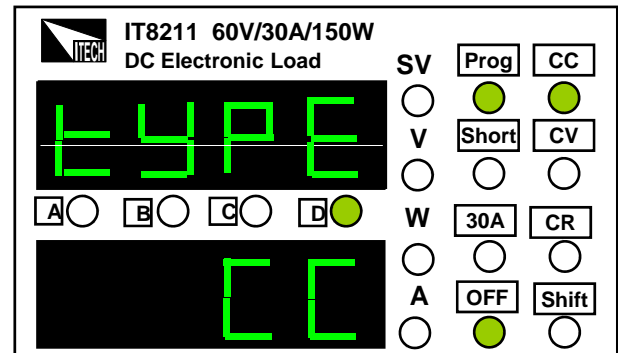 ITECH
IT8211 60V/30A/150W
DC Electronic Load
SV
Prog
CC
tyPE
V
Short
CV
A
B
C
D
W
30A
CR
CC
A
OFF
Shift